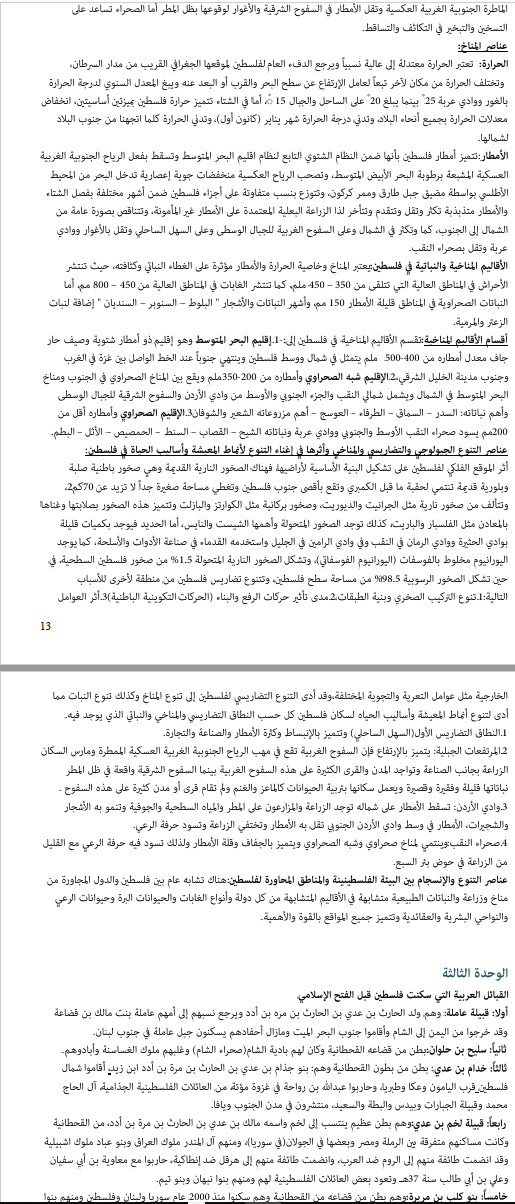 الماطرة الجنوبية الغربية العكسية وتقل الأمطار في السفوح الشرقية والأغوار لوقوعها بظل المطر أما الصحراء تساعد على
التسخين والتبخير في التكاثف والتساقط.
عناصر المناخ:
الحرارة: تعتبر الحرارة معتدلة إلى عالية نسبياً ويرجع الدفء العام لفلسطين لموقعها الجغرافي القريب من مدار السرطان،
وتختلف الحرارة من مكان لآخر تبعاً لعامل الإرتفاع عن سطح البحر والقرب أو البعد عنه ويبغ المعدل السنوي لدرجة الحرارة
بالغور ووادي عربة 25° بينما يبلغ 20° على الساحل والجبال 15° أما في الشتاء تتميز حرارة فلسطين بميزتين أساسيتين، انخفاض
معدلات الحرارة بجميع أنحاء البلاد، وتدني درجة الحرارة شهر يناير (كانون أول)، وتدني الحرارة كلما اتجهنا من جنوب البلاد
لشمالها.
الأمطار:تتميز أمطار فلسطين بأنها ضمن النظام الشتوي التابع لنظام اقليم البحر المتوسط وتسقط بفعل الرياح الجنوبية الغربية
العسكية المشبعة برطوبة البحر الأبيض المتوسط، وتصحب الرياح العكسية منخفضات جوية إعصارية تدخل البحر من المحيط
الأطلسي بواسطة مضيق جبل طارق وممر كركون، وتتوزع بنسب متفاوتة على أجزاء فلسطين ضمن أشهر مختلفة بفصل الشتاء
والأمطار متذبذبة تكثر وتقل وتتقدم وتتأخر لذا الزراعة البعلية المعتمدة على الأمطار غير المأمونة، وتتناقص بصورة عامة من
الشمال إلى الجنوب، كما وتكثر في الشمال وعلى السفوح الغربية للجبال الوسطى وعلى السهل الساحلي وتقل بالأغوار ووادي
عربة وتقل بصحراء النقب.
الأقاليم المناخية والنباتية في فلسطين:يعتبر المناخ وخاصية الحرارة والأمطار مؤثرة على الغطاء النباتي وكثافته، حيث تنتشر
الأحراش في المناطق العالية التي تتلقى من 350 – 450 ملم، كما تنتشر الغابات في المناطق العالية من 450 – 800 مم، أما
النباتات الصحراوية في المناطق قليلة الأمطار 150 مم، وأشهر النباتات والأشجار " البلوط – السنوبر – السنديان " إضافة لنبات
الزعتر والمرمية.
أقسام الأقاليم المناخية:تقسم الأقاليم المناخية في فلسطين إلى:-1.إقليم البحر المتوسط وهو إقليم ذو أمطار شتوية وصيف حار
جاف معدل أمطاره من 400-500 ملم يتمثل في شمال ووسط فلسطين وينتهي جنوباً عند الخط الواصل بين غزة في الغرب
وجنوب مدينة الخليل الشرقي.2.الإقليم شبه الصحراوي وأمطاره من 200-350ملم ويقع بين المناخ الصحراوي في الجنوب ومناخ
البحر المتوسط في الشمال ويشمل شمالي النقب والجزء الجنوبي والأوسط من وادي الأردن والسفوح الشرقية للجبال الوسطى
وأهم نباتاته: السدر – السماق – الطرفاء – العوسج – أهم مزروعاته الشعير والشوفان3.الإقليم الصحراوي وأمطاره أقل من
200مم يسود صحراء النقب الأوسط والجنوبي ووادي عربة ونباتاته الشيح – القصاب – السنط – الحمصيص – الأثل – البطم.
عناصر التنوع الجيولوجي والتضاريسي والمناخي وأثرها في إغناء التنوع لأنماط المعيشة وأساليب الحياة في فلسطين:
أثر الموقع الفلكي لفلسطين على تشكيل البنية الأساسية لأراضيها، فهناك الصخور النارية القديمة وهي صخور باطنية صلبة
وبلورية قديمة تنتمي لحقبة ما قبل الكمبري وتقع بأقصى جنوب فلسطين وتغطي مساحة صغيرة جداً لا تزيد عن 70كم2،
وتتألف من صخور نارية مثل الجرانيت والديوريت، وصخور بركانية مثل الكوارتز والبازلت وتتميز هذه الصخور بصلابتها وغناها
بالمعادن مثل الفلسبار والباريت، كذلك توجد الصخور المتحولة وأهمها الشيست والنايس، أما الحديد فيوجد بكميات قليلة
بوادي الحثيرة ووادي الرمان في النقب وفي وادي الرامين في الجليل واستخدمه القدماء في صناعة الأدوات والأسلحة، كما يوجد
اليورانيوم مخلوط بالفوسفات (اليورانيوم الفوسفاتي)، وتشكل الصخور النارية المتحولة 1.5% من صخور فلسطين السطحية، في
حين تشكل الصخور الرسوبية 98.5% من مساحة سطح فلسطين، وتتنوع تضاريس فلسطين من منطقة لأخرى للأسباب
التالية:1.تنوع التركيب الصخري وبنية الطبقات.2.مدى تأثير حركات الرفع والبناء (الحركات التكوينية الباطنية)3.أثر العوامل
13
الخارجية مثل عوامل التعرية والتجوية المختلفة،وقد أدى التنوع التضاريسي لفلسطين إلى تنوع المناخ وكذلك تنوع النبات مما
أدى لتنوع أنماط المعيشة وأساليب الحياه لسكان فلسطين كل حسب النطاق التضاريسي والمناخي والنباتي الذي يوجد فيه.
1.النطاق التضاريس الأول(السهل الساحلي) وتتميز بالإنبساط وكثرة الأمطار والصناعة والتجارة.
2.المرتفعات الجبلية: يتميز بالإرتفاع فإن السفوح الغربية تقع في مهب الرياح الجنوبية الغربية العسكية الممطرة ومارس السكان
الزراعة بجانب الصناعة وتواجد المدن والقرى الكثيرة على هذه السفوح الغربية بينما السفوح الشرقية واقعة في ظل المطر
نباتاتها قليلة وفقيرة وقصيرة ويعمل سكانها بتربية الحيوانات كالماعز والغنم ولم تقام قرى أو مدن كثيرة على هذه السفوح .
3.وادي الأردن: تسقط الأمطار على شماله توجد الزراعة والمزارعون على المطر والمياه السطحية والجوفية وتنمو به الأشجار
والشجيرات، الأمطار في وسط وادي الأردن الجنوبي تقل به الأمطار وتختفي الزراعة وتسود حرفة الرعي.
4.صحراء النقب:وينتمي لمناخ صحراوي وشبه الصحراوي ويتميز بالجفاف وقلة الأمطار ولذلك تسود فيه حرفة الرعي مع القليل
من الزراعة في حوض بئر السبع.
عناصر التنوع والإنسجام بين البيئة الفلسطينينة والمناطق المحاورة لفلسطين:هناك تشابه عام بين فلسطين والدول المجاورة من
مناخ وزراعة والنباتات الطبيعية متشابهة في الأقاليم المتشابهة من كل دولة وأنواع الغابات والحيوانات البرة وحيوانات الرعي
والنواحي البشرية والعقائدية وتتميز جميع المواقع بالقوة والأهمية.
الوحدة الثالثة
القبائل العربية التي سكنت فلسطين قبل الفتح الإسلامي
أولا: قبيلة عاملة: وهم، ولد الحارث بن عدي بن الحارث بن مره بن أدد ويرجع نسبهم إلى أمهم عاملة بنت مالك بن قضاعة
وقد خرجوا من اليمن إلى الشام وأقاموا جنوب البحر الميت ومازال أحفادهم يسكنون جبل عاملة في جنوب لبنان.
ثانياً: سليح بن حلوان:بطن من قضاعه القحطانية وكان لهم بادية الشام(صحراء الشام) وغلبهم ملوك الغساسنة وأبادوهم.
ثالثاً: خدام بن عدي: بطن من بطون القحطانية وهم: بنو جذام بن عدي بن الحارث بن مرة بن أدد ابن زيد أقاموا شمال
فلسطين قرب اليامون وعكا وطبريا، وحاربوا عبدالله بن رواحة في غزوة مؤتة من العائلات الفلسطينية الجذامية، آل الحاج
محمد وقبيلة الجبارات وبيدس والبطة والسعيد، منتشرون في مدن الجنوب ويافا.
رابعاً: قبيلة لخم بن عدي:وهم بطن عظيم ينتسب إلى لخم واسمه مالك بن عدي بن الحارث بن مرة بن أدد، من القحطانية
وكانت مساكنهم متفرقة بين الرملة ومصر وبعضها في الجولان(في سوريا)، ومنهم آل المنذر ملوك العراق وبنو عباد ملوك اشبيلية
وقد انضمت طائفة منهم إلى الروم ضد العرب، وانضمت طائفة منهم إلى هرقل ضد إنطاكية، حاربوا مع معاوية بن أبي سفيان
وعلي بن أبي طالب سنة 37هـ وتعود بعض العائلات الفلسطينية لهم ومنهم بنوا نبهان وبنو تيم.
خامساً: بنو كلب بن مريرة:وهم بطن من قضاعه من القحطانية وهم سكنوا منذ 2000 عام سوريا ولبنان وفلسطين ومنهم بنوا